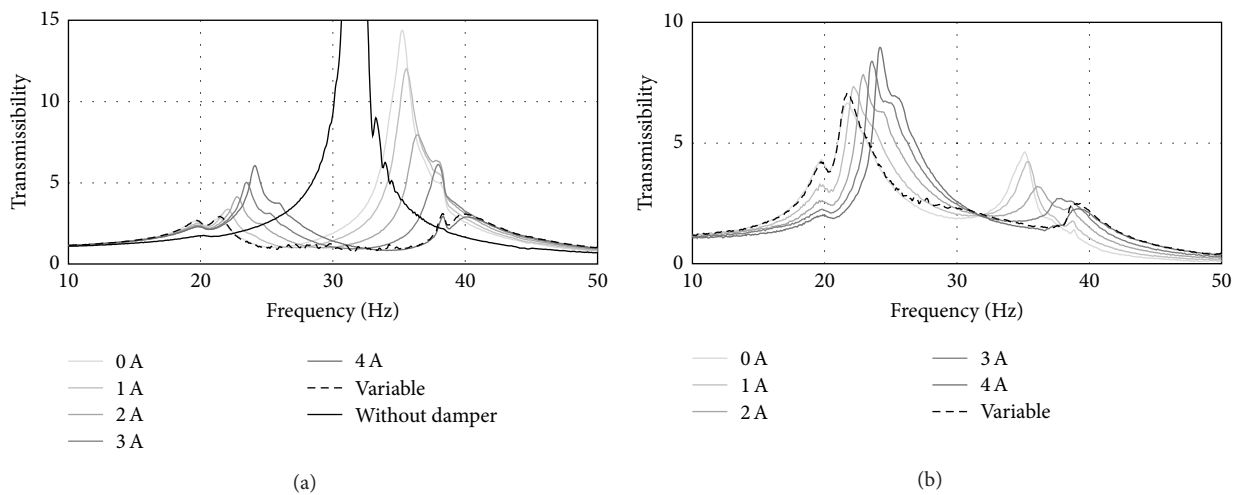 15
10
5
0
Transmissibility
10 20 30 40 50
Frequency (Hz)
0 A
1 A
2 A
3 A
4 A
Variable
Without damper
(a)
10
5
0
Transmissibility
10 20 30 40 50
Frequency (Hz)
0 A
1 A
2 A
3 A
4 A
Variable
(b)